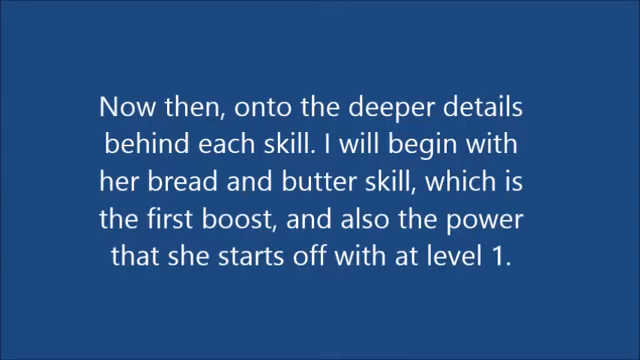 Now then, onto the deeper details
behind each skill. I will begin with
her bread and butter skill, which is
the first boost, and also the power
that she starts off with at level 1.